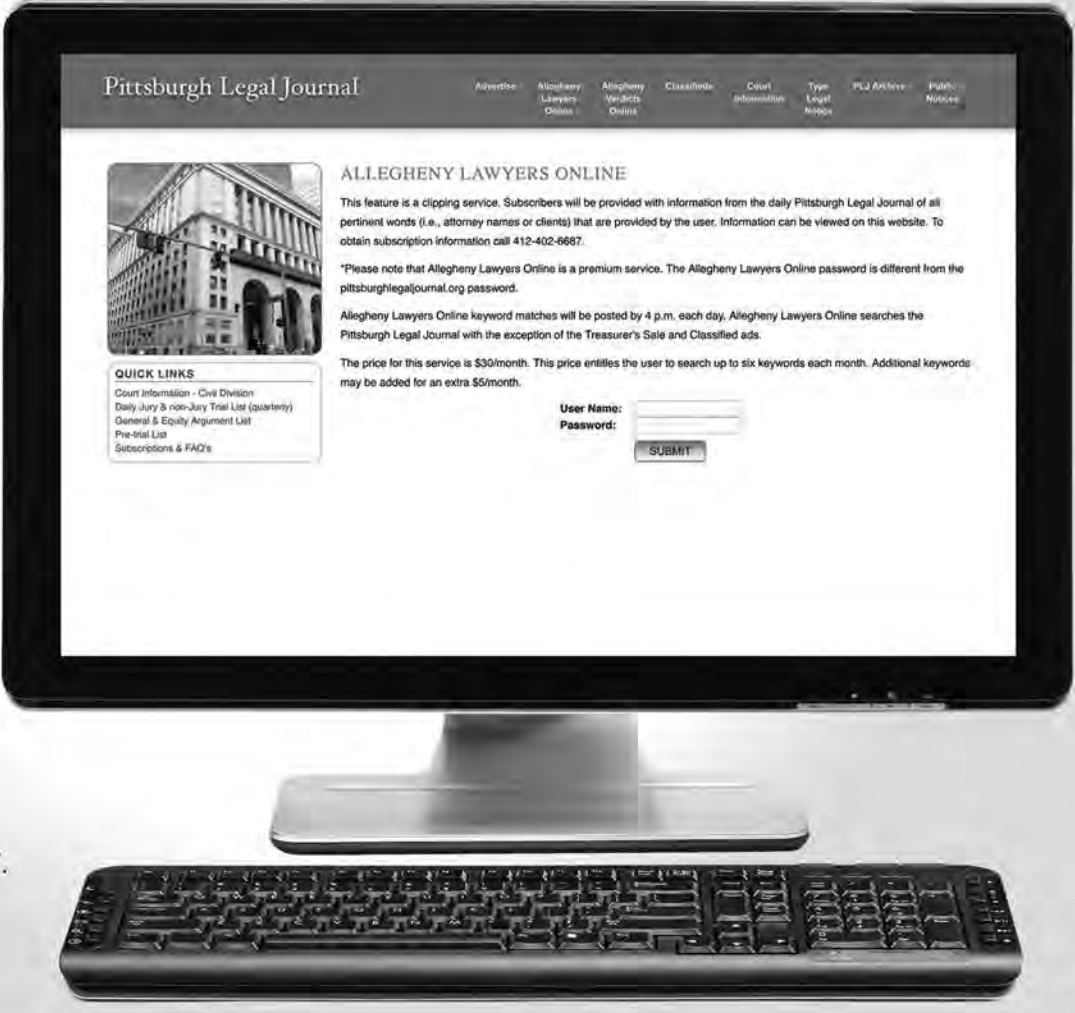 Pittsburgh Legal Journal
Advertise
Allegheny
Lawyers
Online
Allegheny
Verdicts
Online
Classifieds
Court
Information
Type
Legal
Notice
PLJ Archive
Public
Notices
ALLEGHENY LAWYERS ONLINE
This feature is a clipping service. Subscribers will be provided with information from the daily Pittsburgh Legal Journal of all
pertinent words (i.e., attorney names or clients) that are provided by the user. Information can be viewed on this website. To
obtain subscription information call 412-402-6687.
*Please note that Allegheny Lawyers Online is a premium service. The Allegheny Lawyers Online password is different from the
pittsburghlegaljournal.org password.
Allegheny Lawyers Online keyword matches will be posted by 4 p.m. each day. Allegheny Lawyers Online searches the
Pittsburgh Legal Journal with the exception of the Treasurer's Sale and Classified ads.
The price for this service is $30/month. This price entitles the user to search up to six keywords each month. Additional keywords
may be added for an extra $5/month.
User Name:
Password:
SUBMIT
QUICK LINKS
Court Information - Civil Division
Daily Jury & non-Jury Trial List (quarterly)
General & Equity Argument List
Pre-trial List
Subscriptions & FAQ's